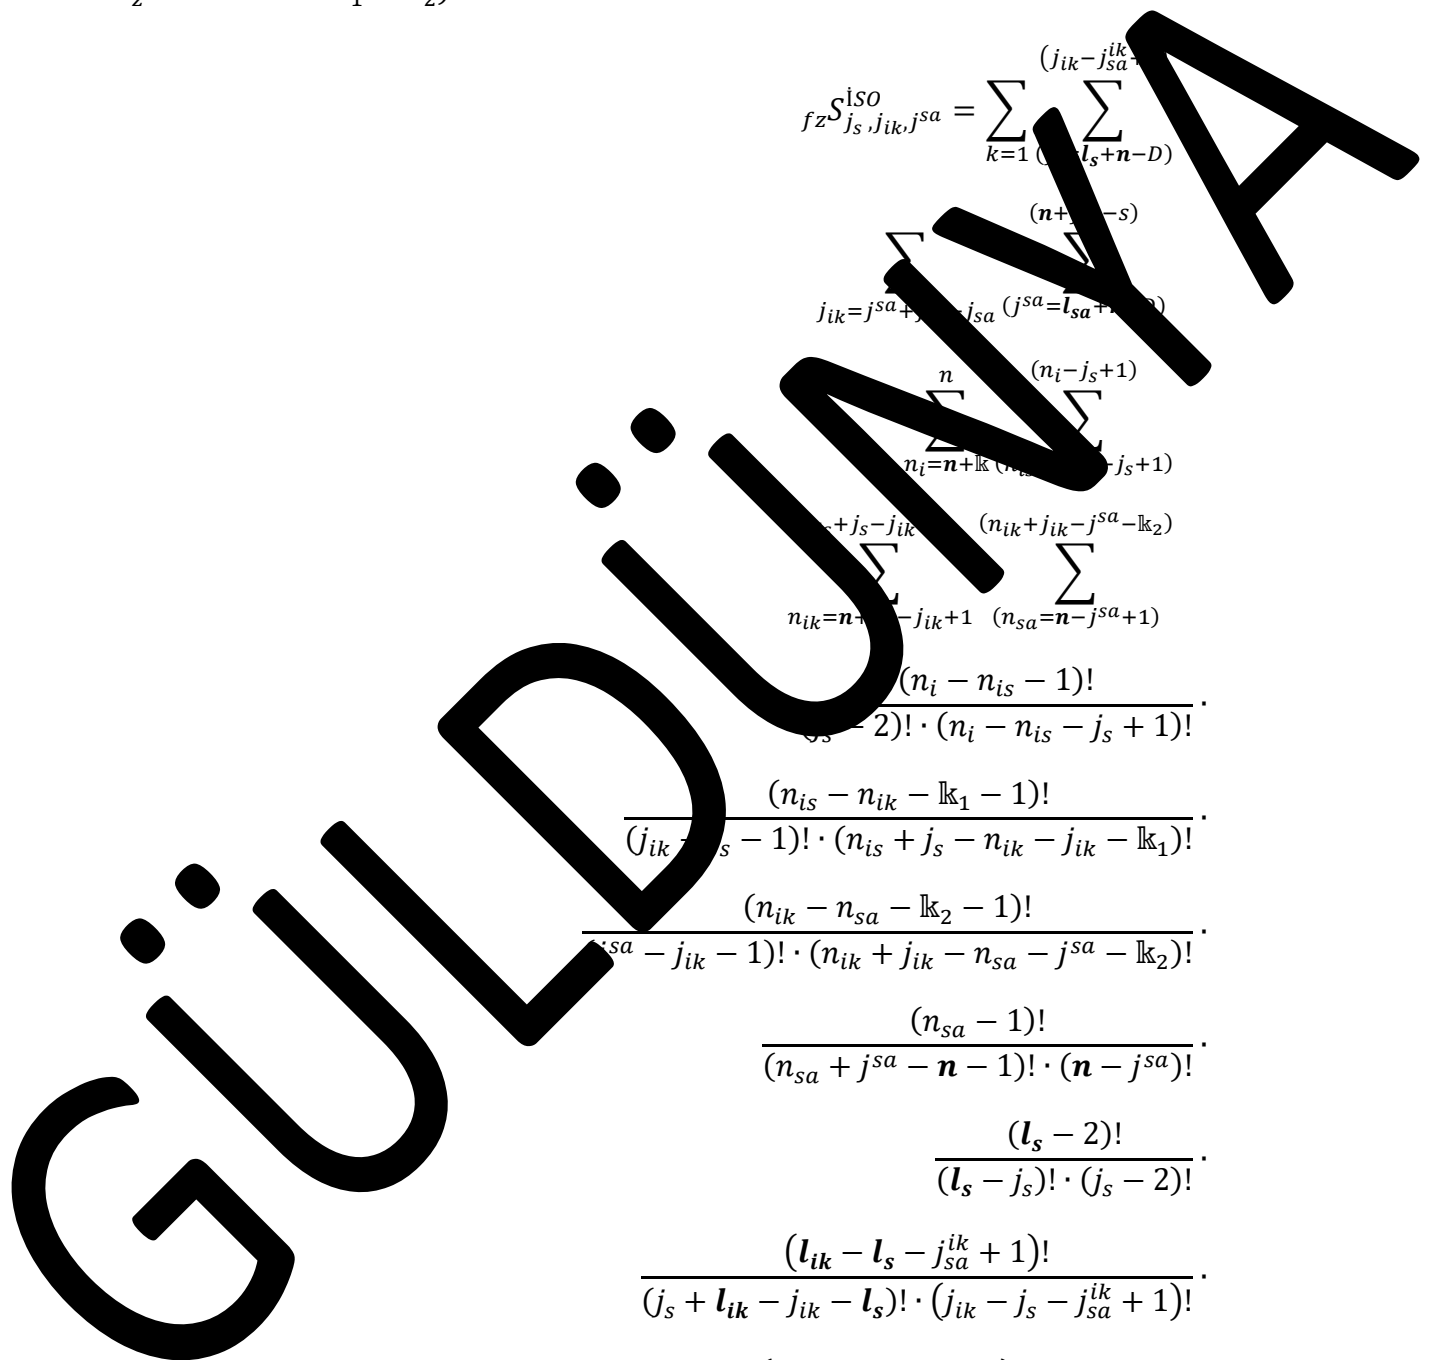 {}_{fz}S^{İSO}_{j_s,j_{ik},j^{sa}} = \sum_{k=1} \sum
(j_{ik}-j_{sa}^{ik}
l_s+n-D)
(n+ -s)
j_{ik}=j^{sa}+ j_{sa} (j^{sa}=l_{sa}+
n (n_i-j_s+1)
\sum \sum
n_i=n+𝕜 -j_s+1)
+j_s-j_{ik} (n_{ik}+j_{ik}-j^{sa}-𝕜_2)
\sum \sum
n_{ik}=n+ -j_{ik}+1 (n_{sa}=n-j^{sa}+1)
(n_i − n_{is} − 1)!
− 2)! · (n_i − n_{is} − j_s + 1)! ·
(n_{is} − n_{ik} − 𝕜_1 − 1)!
(j_{ik} − 1)! · (n_{is} + j_s − n_{ik} − j_{ik} − 𝕜_1)! ·
(n_{ik} − n_{sa} − 𝕜_2 − 1)!
(j^{sa} − j_{ik} − 1)! · (n_{ik} + j_{ik} − n_{sa} − j^{sa} − 𝕜_2)! ·
(n_{sa} − 1)!
(n_{sa} + j^{sa} − n − 1)! · (n − j^{sa})! ·
(l_s − 2)!
(l_s − j_s)! · (j_s − 2)! ·
(l_{ik} − l_s − j_{sa}^{ik} + 1)!
(j_s + l_{ik} − j_{ik} − l_s)! · (j_{ik} − j_s − j_{sa}^{ik} + 1)! ·
GÜLDÜNYA